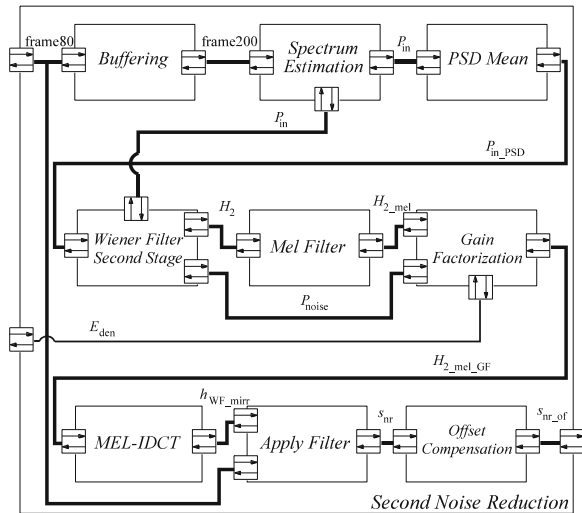 frame80
Buffering
frame200
Spectrum
Estimation
P_in
PSD Mean
P_in
P_in_PSD
Wiener Filter
Second Stage
H_2
Mel Filter
H_2_mel
Gain
Factorization
P_noise
E_den
H_2_mel_GF
MEL-IDCT
h_WF_mirr
Apply Filter
s_nr
Offset
Compensation
s_nr_of
Second Noise Reduction